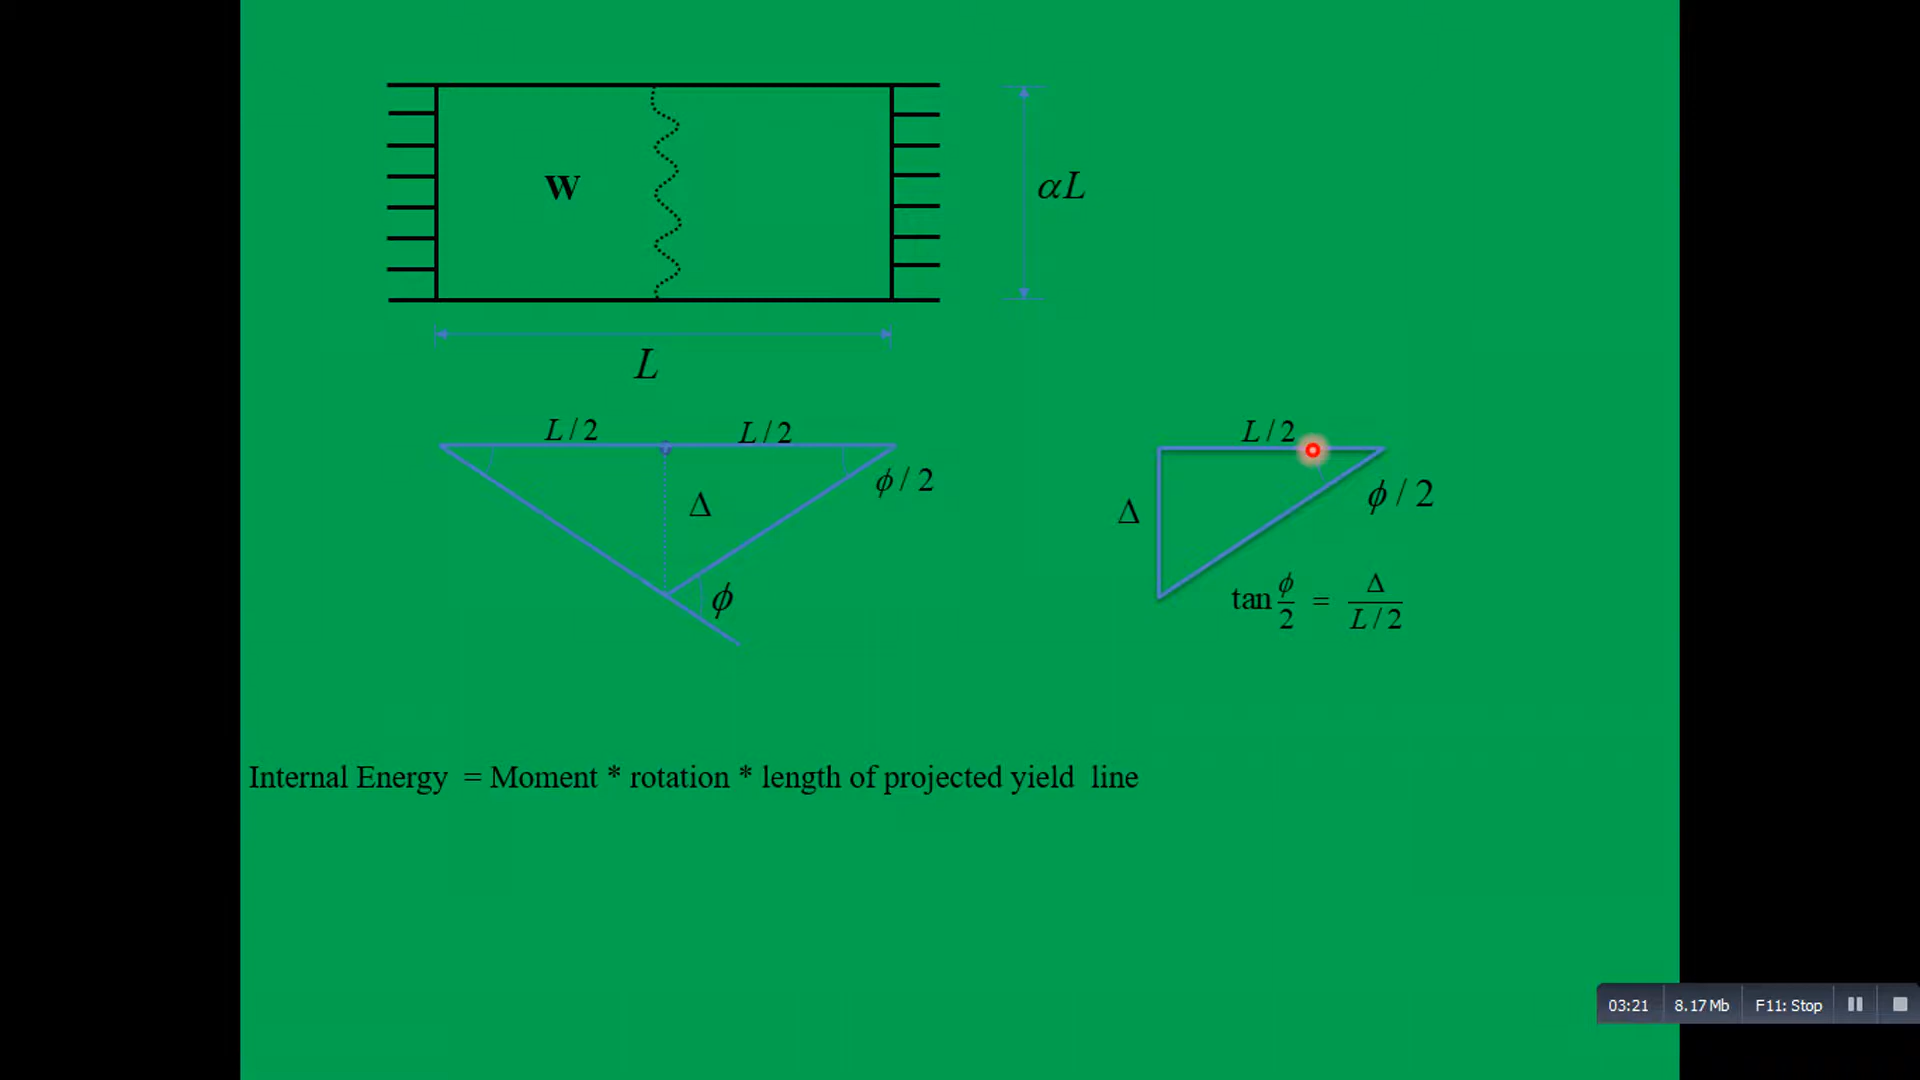 W
αL
L
L / 2
L / 2
L / 2
ϕ / 2
Δ
Δ
ϕ / 2
ϕ
tan ϕ/2 = Δ / (L / 2)
Internal Energy = Moment * rotation * length of projected yield line
03:21 8.17 Mb F11: Stop